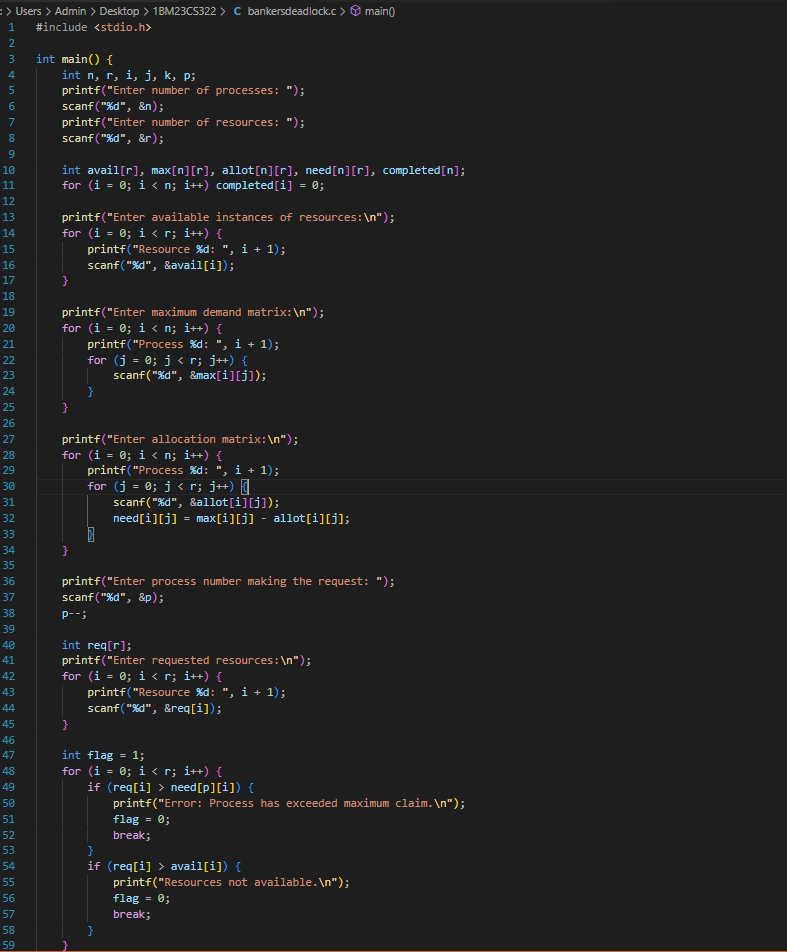 : > Users > Admin > Desktop > 1BM23CS322 > C bankersdeadlock.c > main()
1 #include <stdio.h>
2
3 int main() {
4     int n, r, i, j, k, p;
5     printf("Enter number of processes: ");
6     scanf("%d", &n);
7     printf("Enter number of resources: ");
8     scanf("%d", &r);
9
10     int avail[r], max[n][r], allot[n][r], need[n][r], completed[n];
11     for (i = 0; i < n; i++) completed[i] = 0;
12
13     printf("Enter available instances of resources:\n");
14     for (i = 0; i < r; i++) {
15         printf("Resource %d: ", i + 1);
16         scanf("%d", &avail[i]);
17     }
18
19     printf("Enter maximum demand matrix:\n");
20     for (i = 0; i < n; i++) {
21         printf("Process %d: ", i + 1);
22         for (j = 0; j < r; j++) {
23             scanf("%d", &max[i][j]);
24         }
25     }
26
27     printf("Enter allocation matrix:\n");
28     for (i = 0; i < n; i++) {
29         printf("Process %d: ", i + 1);
30         for (j = 0; j < r; j++) {
31             scanf("%d", &allot[i][j]);
32             need[i][j] = max[i][j] - allot[i][j];
33         }
34     }
35
36     printf("Enter process number making the request: ");
37     scanf("%d", &p);
38     p--;
39
40     int req[r];
41     printf("Enter requested resources:\n");
42     for (i = 0; i < r; i++) {
43         printf("Resource %d: ", i + 1);
44         scanf("%d", &req[i]);
45     }
46
47     int flag = 1;
48     for (i = 0; i < r; i++) {
49         if (req[i] > need[p][i]) {
50             printf("Error: Process has exceeded maximum claim.\n");
51             flag = 0;
52             break;
53         }
54         if (req[i] > avail[i]) {
55             printf("Resources not available.\n");
56             flag = 0;
57             break;
58         }
59     }